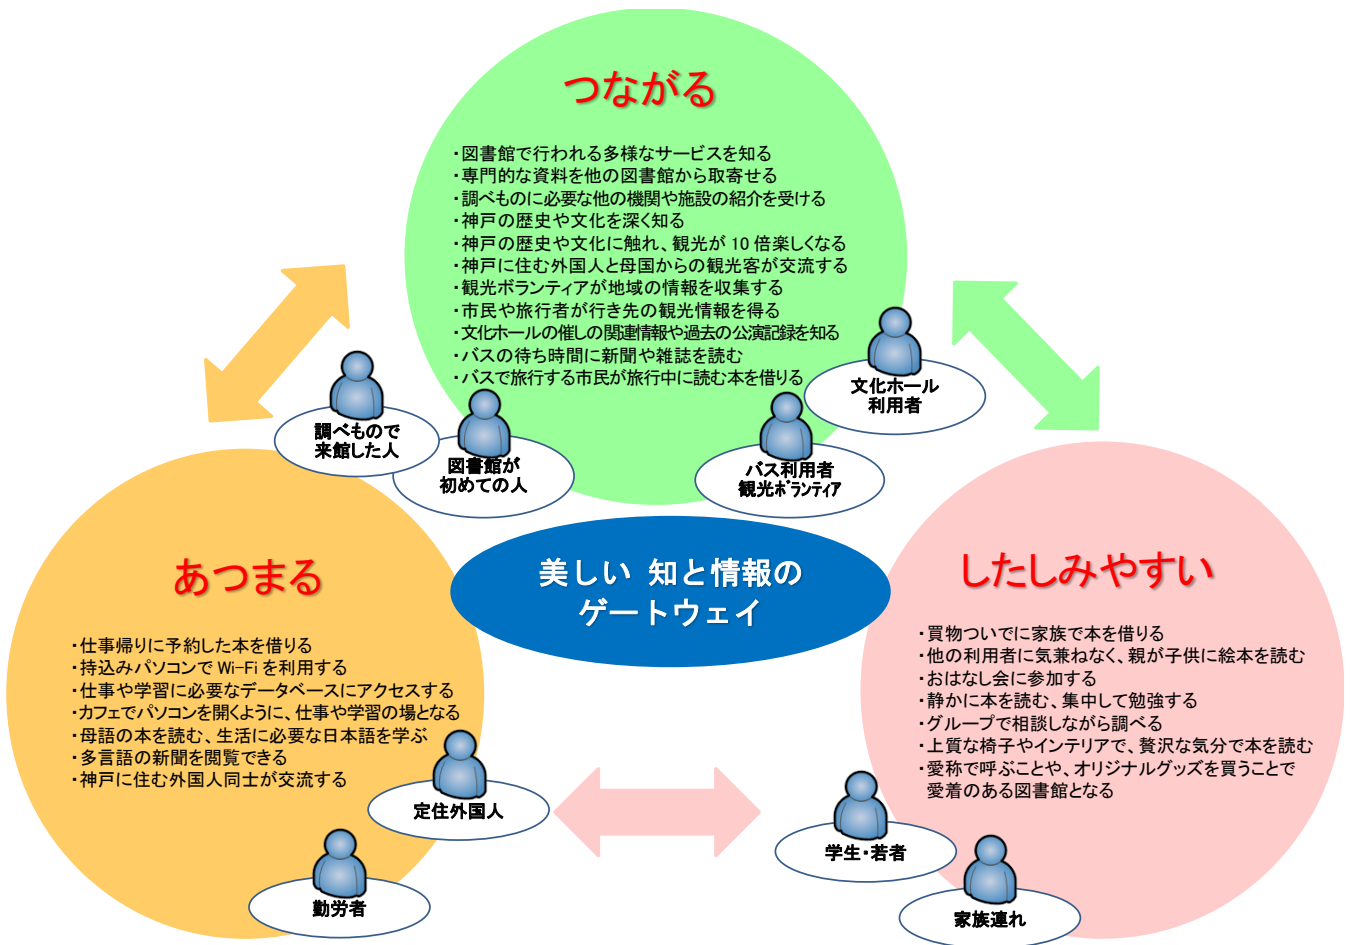 つながる
・図書館で行われる多様なサービスを知る
・専門的な資料を他の図書館から取寄せる
・調べものに必要な他の機関や施設の紹介を受ける
・神戸の歴史や文化を深く知る
・神戸の歴史や文化に触れ、観光が 10 倍楽しくなる
・神戸に住む外国人と母国からの観光客が交流する
・観光ボランティアが地域の情報を収集する
・市民や旅行者が行き先の観光情報を得る
・文化ホールの催しの関連情報や過去の公演記録を知る
・バスの待ち時間に新聞や雑誌を読む
・バスで旅行する市民が旅行中に読む本を借りる
文化ホール
利用者
調べもので
来館した人
図書館が
初めての人
バス利用者
観光ボランティア
美しい 知と情報の
ゲートウェイ
あつまる
・仕事帰りに予約した本を借りる
・持込みパソコンで Wi-Fi を利用する
・仕事や学習に必要なデータベースにアクセスする
・カフェでパソコンを開くように、仕事や学習の場となる
・母語の本を読む、生活に必要な日本語を学ぶ
・多言語の新聞を閲覧できる
・神戸に住む外国人同士が交流する
定住外国人
勤労者
したしみやすい
・買物ついでに家族で本を借りる
・他の利用者に気兼ねなく、親が子供に絵本を読む
・おはなし会に参加する
・静かに本を読む、集中して勉強する
・グループで相談しながら調べる
・上質な椅子やインテリアで、贅沢な気分で本を読む
・愛称で呼ぶことや、オリジナルグッズを買うことで
愛着のある図書館となる
学生・若者
家族連れ